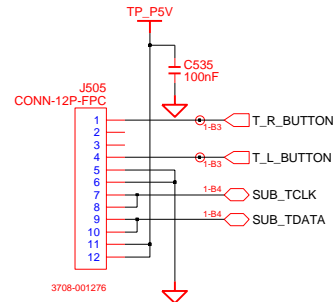 TP_P5V
C535
100nF
J505
CONN-12P-FPC
1
1-B3
T_R_BUTTON
2
3
4
1-B3
T_L_BUTTON
5
6
7
1-B4
SUB_TCLK
8
9
1-B4
SUB_TDATA
10
11
12
3708-001276